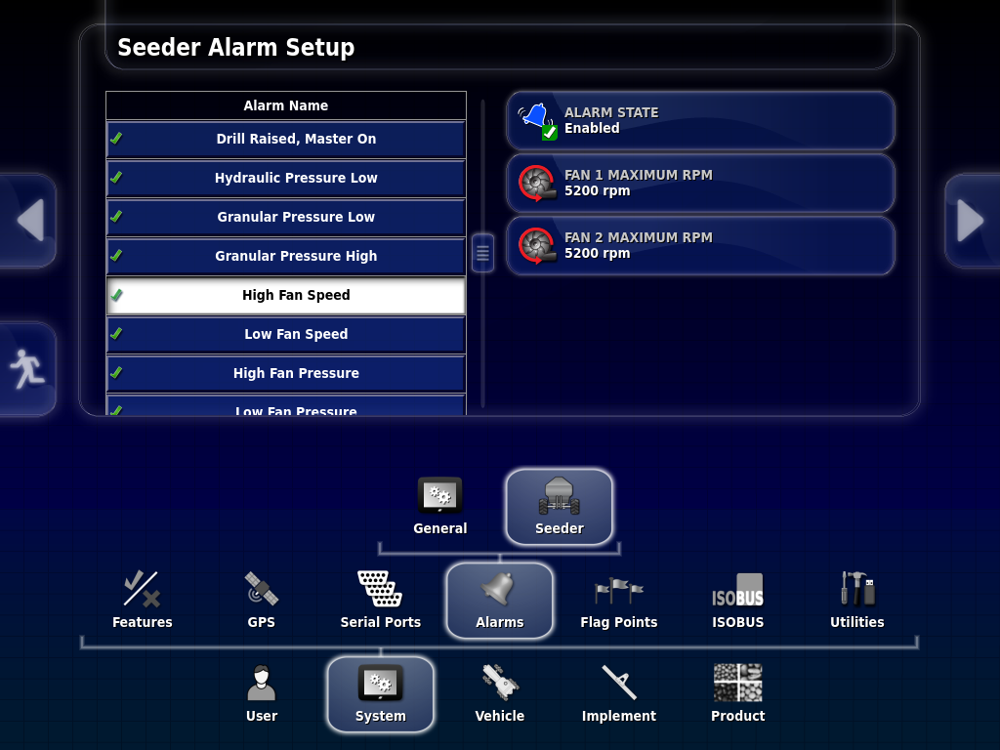 Seeder Alarm Setup
Alarm Name
Drill Raised, Master On
Hydraulic Pressure Low
Granular Pressure Low
Granular Pressure High
High Fan Speed
Low Fan Speed
High Fan Pressure
Low Fan Pressure
ALARM STATE
Enabled
FAN 1 MAXIMUM RPM
5200 rpm
FAN 2 MAXIMUM RPM
5200 rpm
General
Seeder
Features
GPS
Serial Ports
Alarms
Flag Points
ISOBUS
ISOBUS
Utilities
User
System
Vehicle
Implement
Product